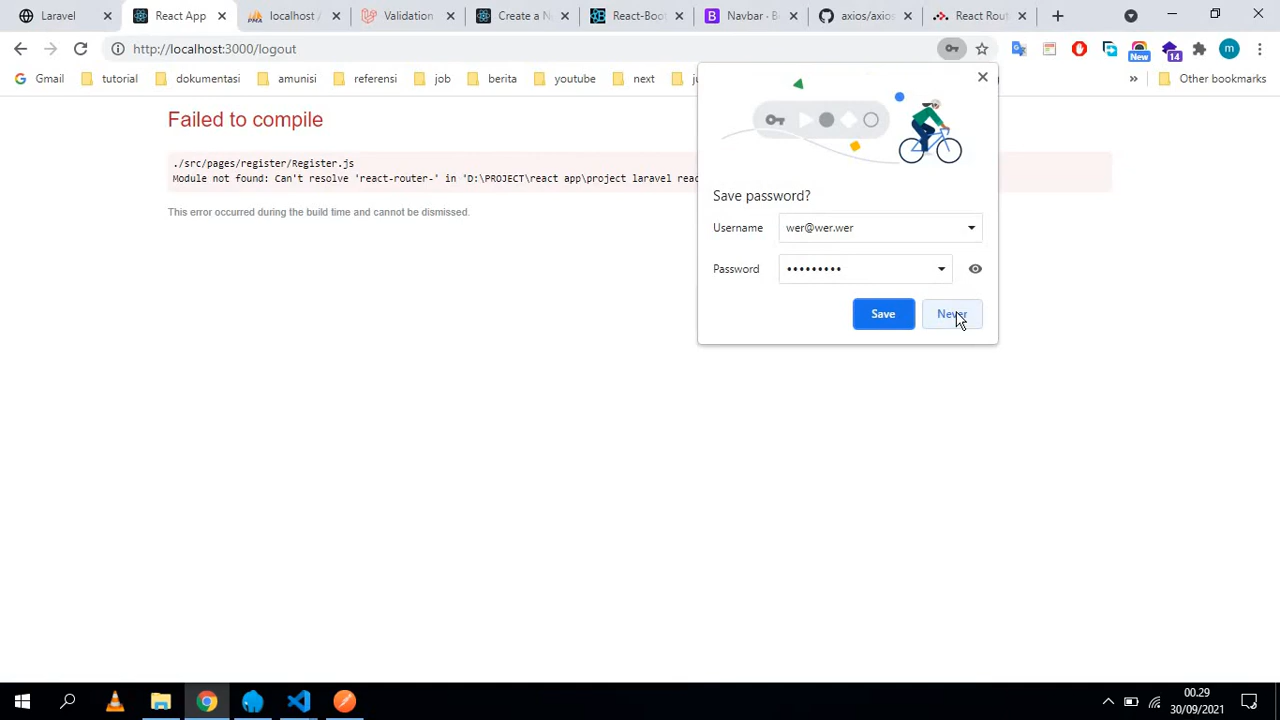 Laravel
React App
localhost /
Validation
Create a N
React-Boo
Navbar · B
axios/axios
React Rout
http://localhost:3000/logout
New
14
m
Gmail
tutorial
dokumentasi
amunisi
referensi
job
berita
youtube
next
»
Other bookmarks
Failed to compile
./src/pages/register/Register.js
Module not found: Can't resolve 'react-router-' in 'D:\PROJECT\react app\project laravel reac
This error occurred during the build time and cannot be dismissed.
Save password?
Username
wer@wer.wer
Password
•••••••••
Save
Never
00.29
30/09/2021